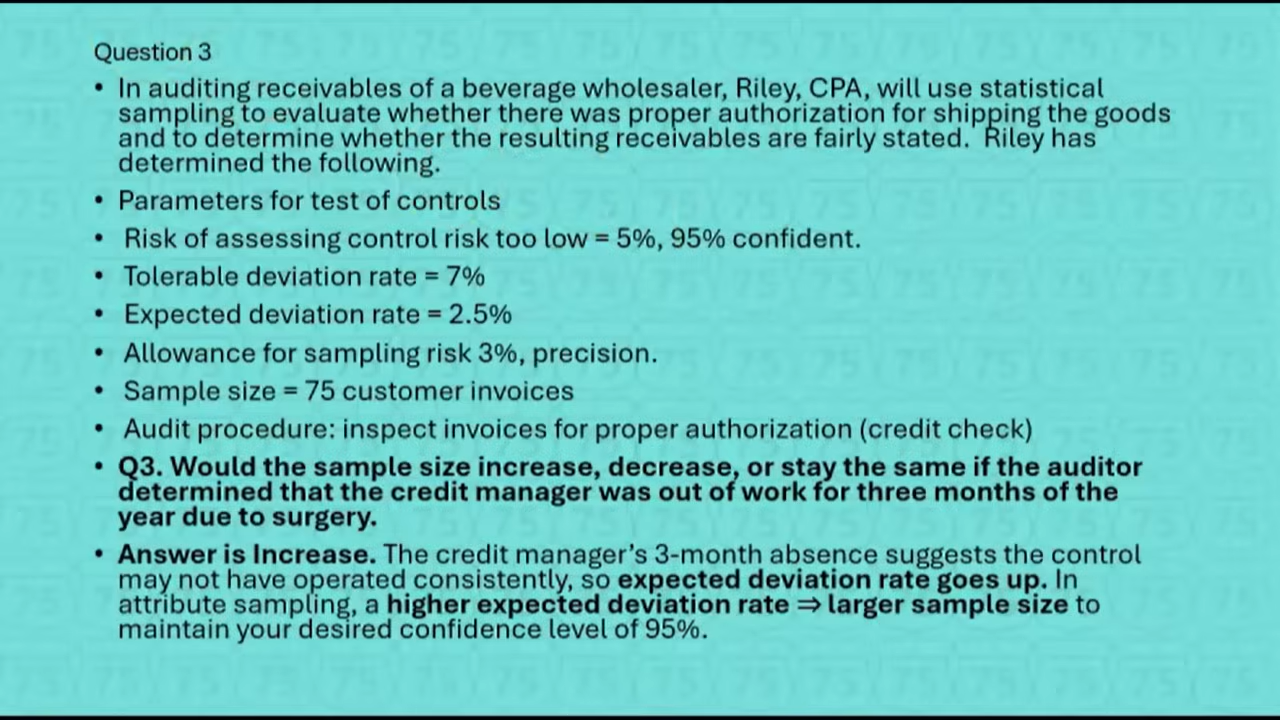 Question 3
• In auditing receivables of a beverage wholesaler, Riley, CPA, will use statistical
sampling to evaluate whether there was proper authorization for shipping the goods
and to determine whether the resulting receivables are fairly stated.  Riley has
determined the following.
• Parameters for test of controls
• Risk of assessing control risk too low = 5%, 95% confident.
• Tolerable deviation rate = 7%
• Expected deviation rate = 2.5%
• Allowance for sampling risk 3%, precision.
• Sample size = 75 customer invoices
• Audit procedure: inspect invoices for proper authorization (credit check)
• Q3. Would the sample size increase, decrease, or stay the same if the auditor
determined that the credit manager was out of work for three months of the
year due to surgery.
• Answer is Increase. The credit manager’s 3-month absence suggests the control
may not have operated consistently, so expected deviation rate goes up. In
attribute sampling, a higher expected deviation rate ⇒ larger sample size to
maintain your desired confidence level of 95%.